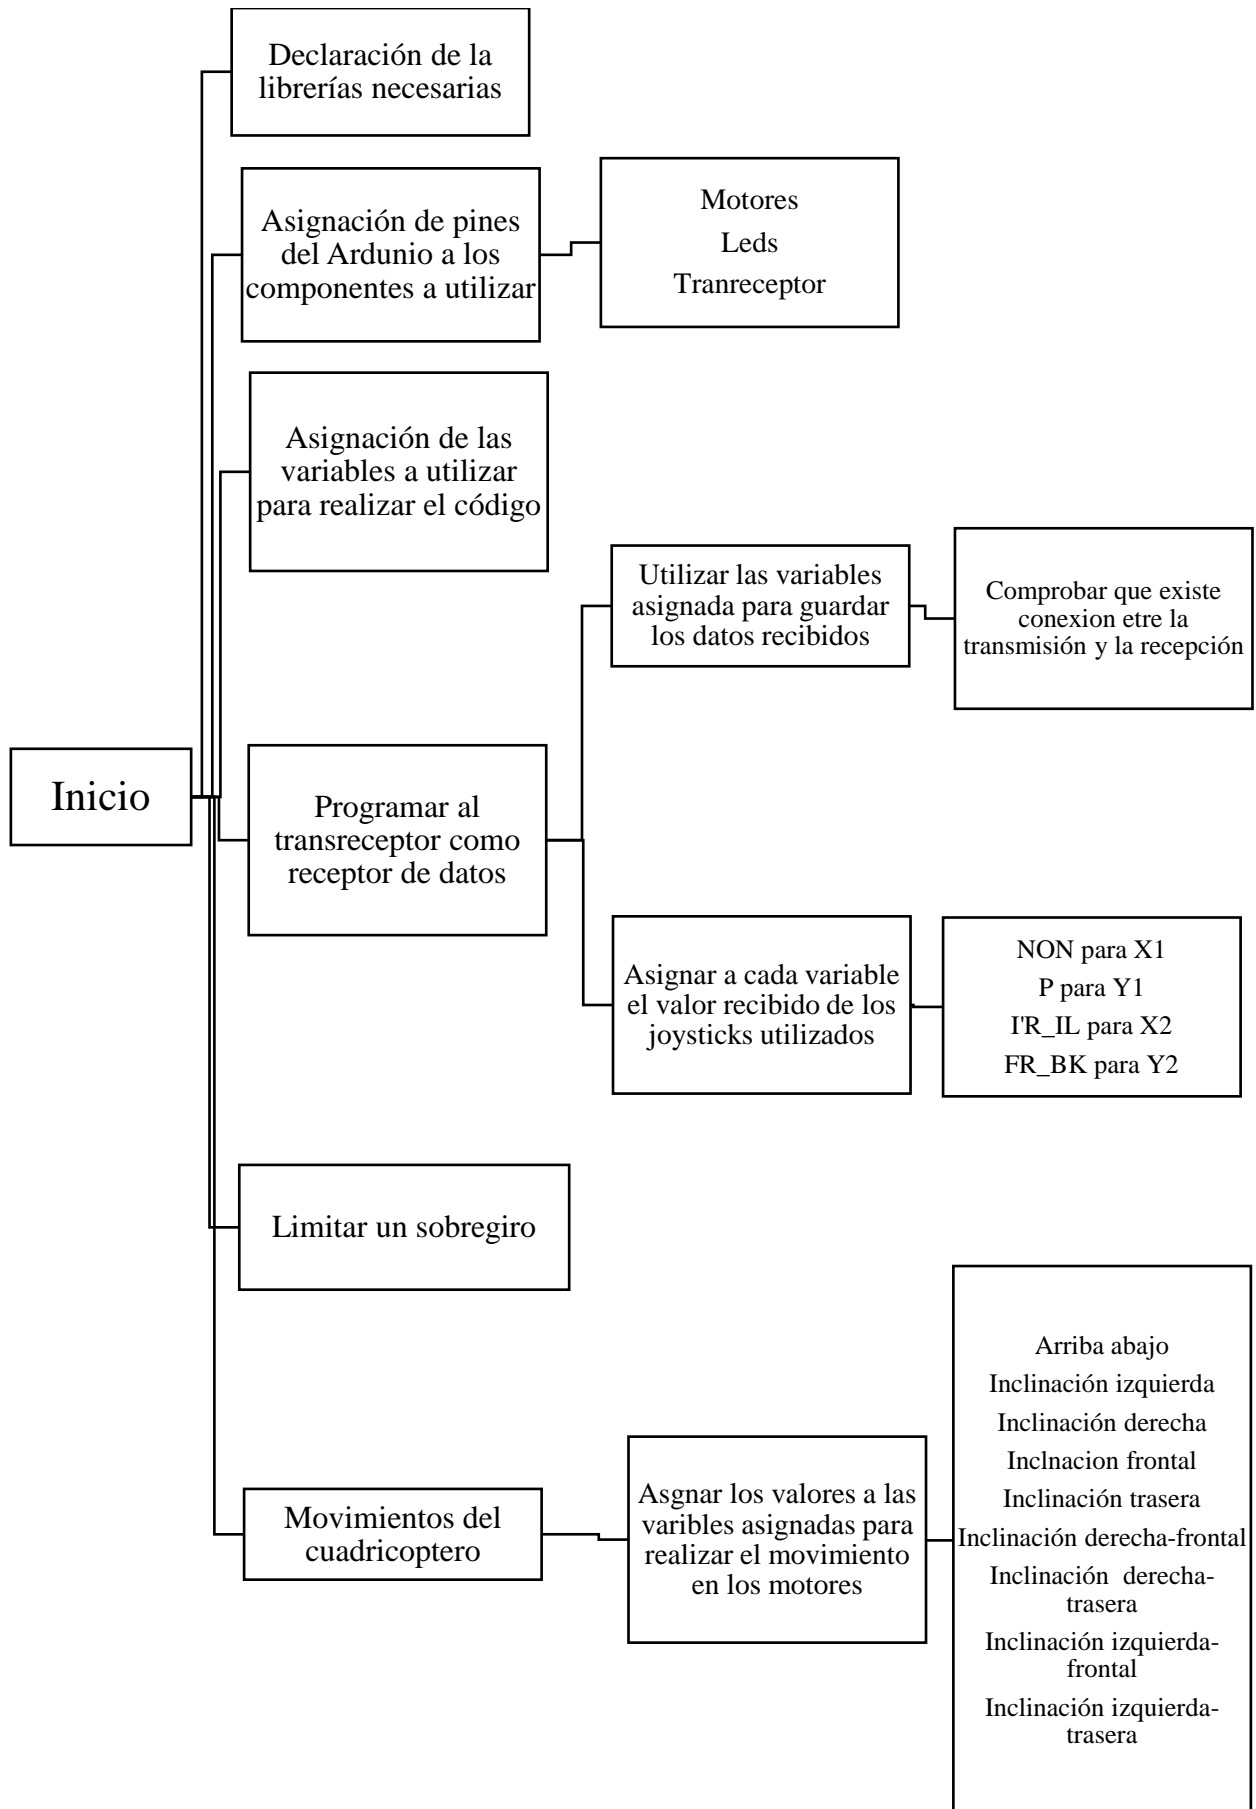 Declaración de la
librerías necesarias
Asignación de pines
del Ardunio a los
componentes a utilizar
Motores
Leds
Tranreceptor
Asignación de las
variables a utilizar
para realizar el código
Utilizar las variables
asignada para guardar
los datos recibidos
Comprobar que existe
conexion etre la
transmisión y la recepción
Inicio
Programar al
transreceptor como
receptor de datos
Asignar a cada variable
el valor recibido de los
joysticks utilizados
NON para X1
P para Y1
I'R_IL para X2
FR_BK para Y2
Limitar un sobregiro
Movimientos del
cuadricoptero
Asgnar los valores a las
varibles asignadas para
realizar el movimiento
en los motores
Arriba abajo
Inclinación izquierda
Inclinación derecha
Inclnacion frontal
Inclinación trasera
Inclinación derecha-frontal
Inclinación  derecha-
trasera
Inclinación izquierda-
frontal
Inclinación izquierda-
trasera